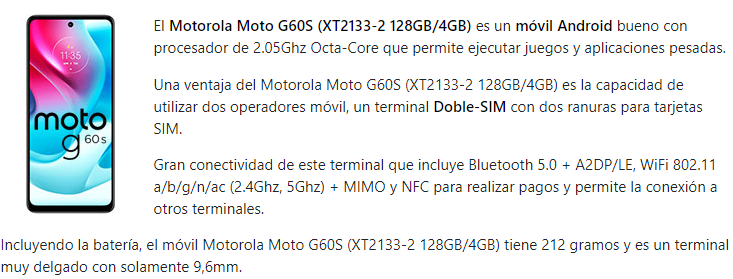 11:35
moto
g 60s
El Motorola Moto G60S (XT2133-2 128GB/4GB) es un móvil Android bueno con
procesador de 2.05Ghz Octa-Core que permite ejecutar juegos y aplicaciones pesadas.
Una ventaja del Motorola Moto G60S (XT2133-2 128GB/4GB) es la capacidad de
utilizar dos operadores móvil, un terminal Doble-SIM con dos ranuras para tarjetas
SIM.
Gran conectividad de este terminal que incluye Bluetooth 5.0 + A2DP/LE, WiFi 802.11
a/b/g/n/ac (2.4Ghz, 5Ghz) + MIMO y NFC para realizar pagos y permite la conexión a
otros terminales.
Incluyendo la batería, el móvil Motorola Moto G60S (XT2133-2 128GB/4GB) tiene 212 gramos y es un terminal
muy delgado con solamente 9,6mm.